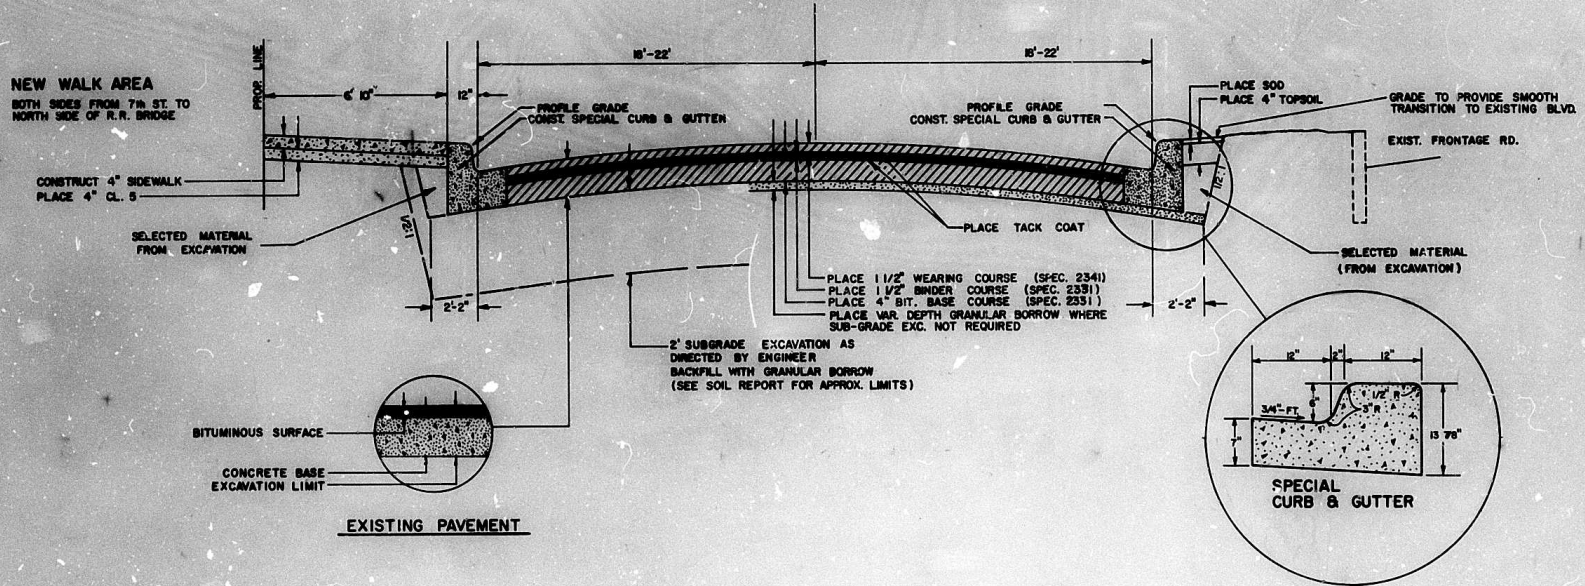 NEW WALK AREA
BOTH SIDES FROM 7th ST. TO
NORTH SIDE OF R.R. BRIDGE
PROP. LINE
6' 10"
12"
18'-22'
18'-22'
PROFILE GRADE
CONST. SPECIAL CURB & GUTTER
PROFILE GRADE
CONST. SPECIAL CURB & GUTTER
PLACE SOD
PLACE 4" TOPSOIL
GRADE TO PROVIDE SMOOTH
TRANSITION TO EXISTING BLVD.
EXIST. FRONTAGE RD.
CONSTRUCT 4" SIDEWALK
PLACE 4" CL. 5
SELECTED MATERIAL
FROM EXCAVATION
1/2:1
1/2:1
PLACE TACK COAT
SELECTED MATERIAL
(FROM EXCAVATION)
2'-2"
2'-2"
PLACE 1 1/2" WEARING COURSE (SPEC. 2341)
PLACE 1 1/2" BINDER COURSE (SPEC. 2331)
PLACE 4" BIT. BASE COURSE (SPEC. 2331)
PLACE VAR. DEPTH GRANULAR BORROW WHERE
SUB-GRADE EXC. NOT REQUIRED
2' SUBGRADE EXCAVATION AS
DIRECTED BY ENGINEER
BACKFILL WITH GRANULAR BORROW
(SEE SOIL REPORT FOR APPROX. LIMITS)
BITUMINOUS SURFACE
CONCRETE BASE
EXCAVATION LIMIT
EXISTING PAVEMENT
12"
2"
12"
6"
1/2" R
3" R
3/4"-FT.
7"
13 7/8"
SPECIAL
CURB & GUTTER